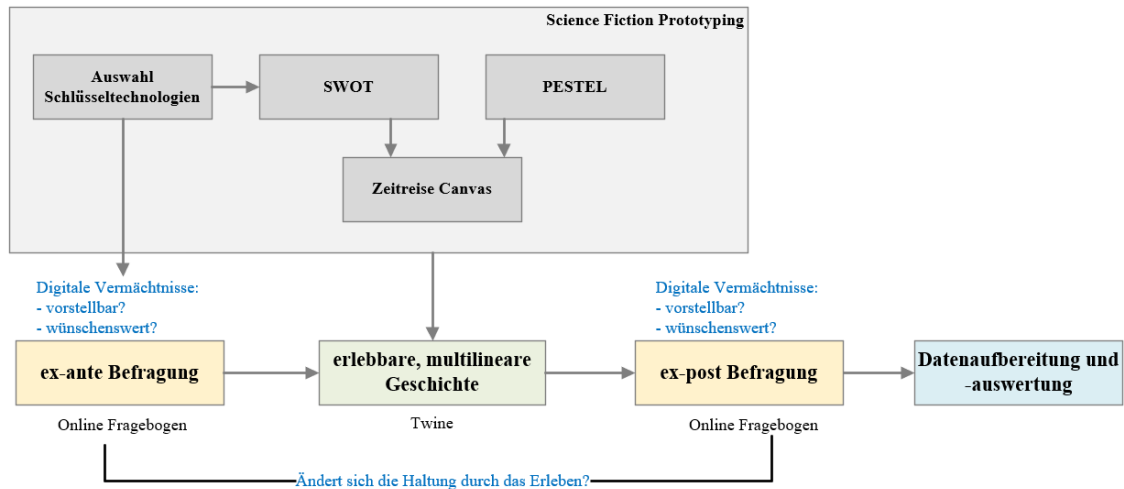 Science Fiction Prototyping
Auswahl
Schlüsseltechnologien
SWOT
PESTEL
Zeitreise Canvas
Digitale Vermächtnisse:
- vorstellbar?
- wünschenswert?
Digitale Vermächtnisse:
- vorstellbar?
- wünschenswert?
ex-ante Befragung
erlebbare, multilineare
Geschichte
ex-post Befragung
Datenaufbereitung und
-auswertung
Online Fragebogen
Twine
Online Fragebogen
Ändert sich die Haltung durch das Erleben?